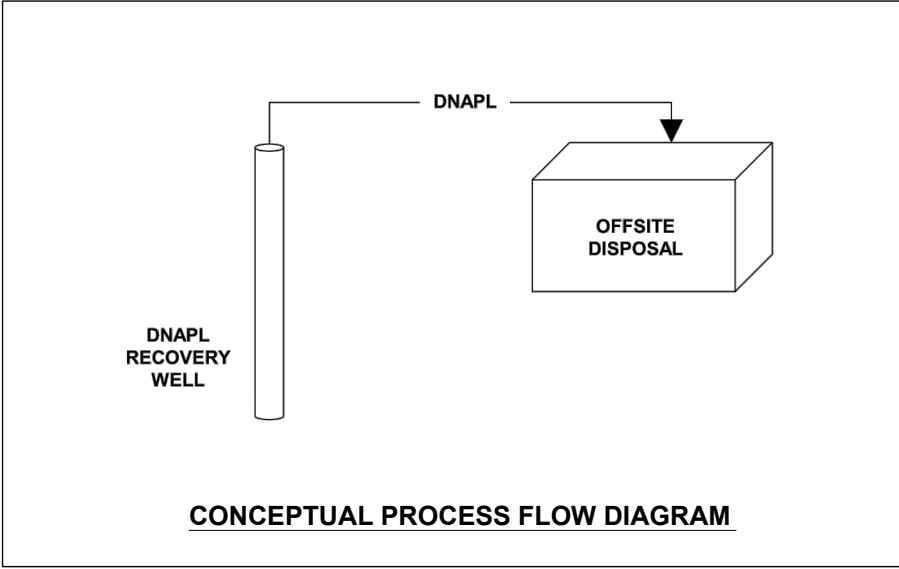 DNAPL
OFFSITE
DISPOSAL
DNAPL
RECOVERY
WELL
CONCEPTUAL PROCESS FLOW DIAGRAM